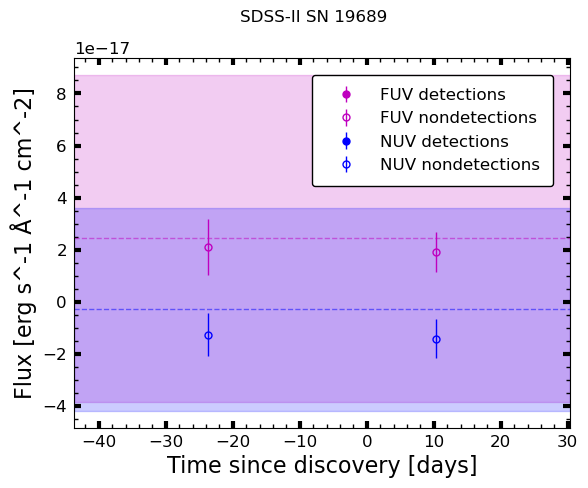 SDSS-II SN 19689
1e−17
FUV detections
FUV nondetections
NUV detections
NUV nondetections
8
6
4
2
0
−2
−4
Flux [erg s^-1 Å^-1 cm^-2]
−40 −30 −20 −10 0 10 20 30
Time since discovery [days]